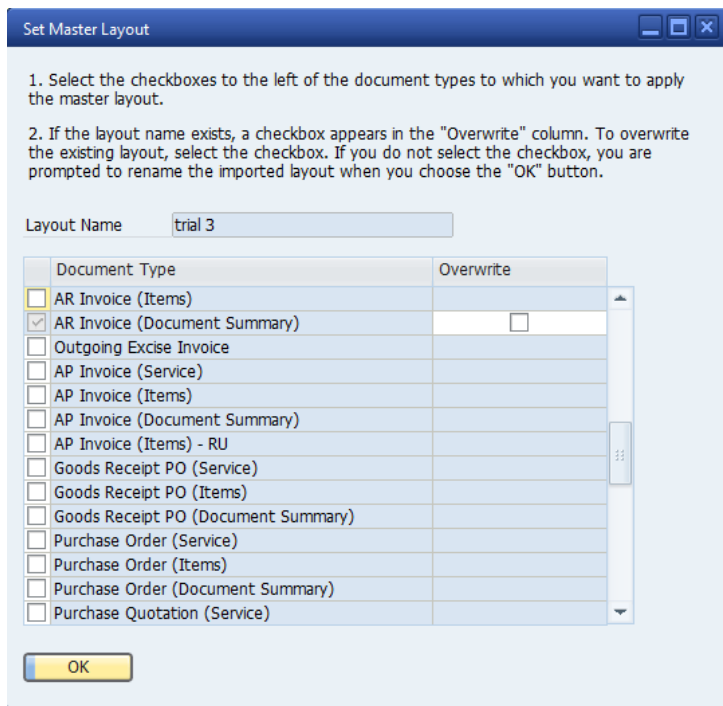 Set Master Layout
1. Select the checkboxes to the left of the document types to which you want to apply
the master layout.
2. If the layout name exists, a checkbox appears in the "Overwrite" column. To overwrite
the existing layout, select the checkbox. If you do not select the checkbox, you are
prompted to rename the imported layout when you choose the "OK" button.
Layout Name trial 3
Document Type Overwrite
AR Invoice (Items)
AR Invoice (Document Summary)
Outgoing Excise Invoice
AP Invoice (Service)
AP Invoice (Items)
AP Invoice (Document Summary)
AP Invoice (Items) - RU
Goods Receipt PO (Service)
Goods Receipt PO (Items)
Goods Receipt PO (Document Summary)
Purchase Order (Service)
Purchase Order (Items)
Purchase Order (Document Summary)
Purchase Quotation (Service)
OK